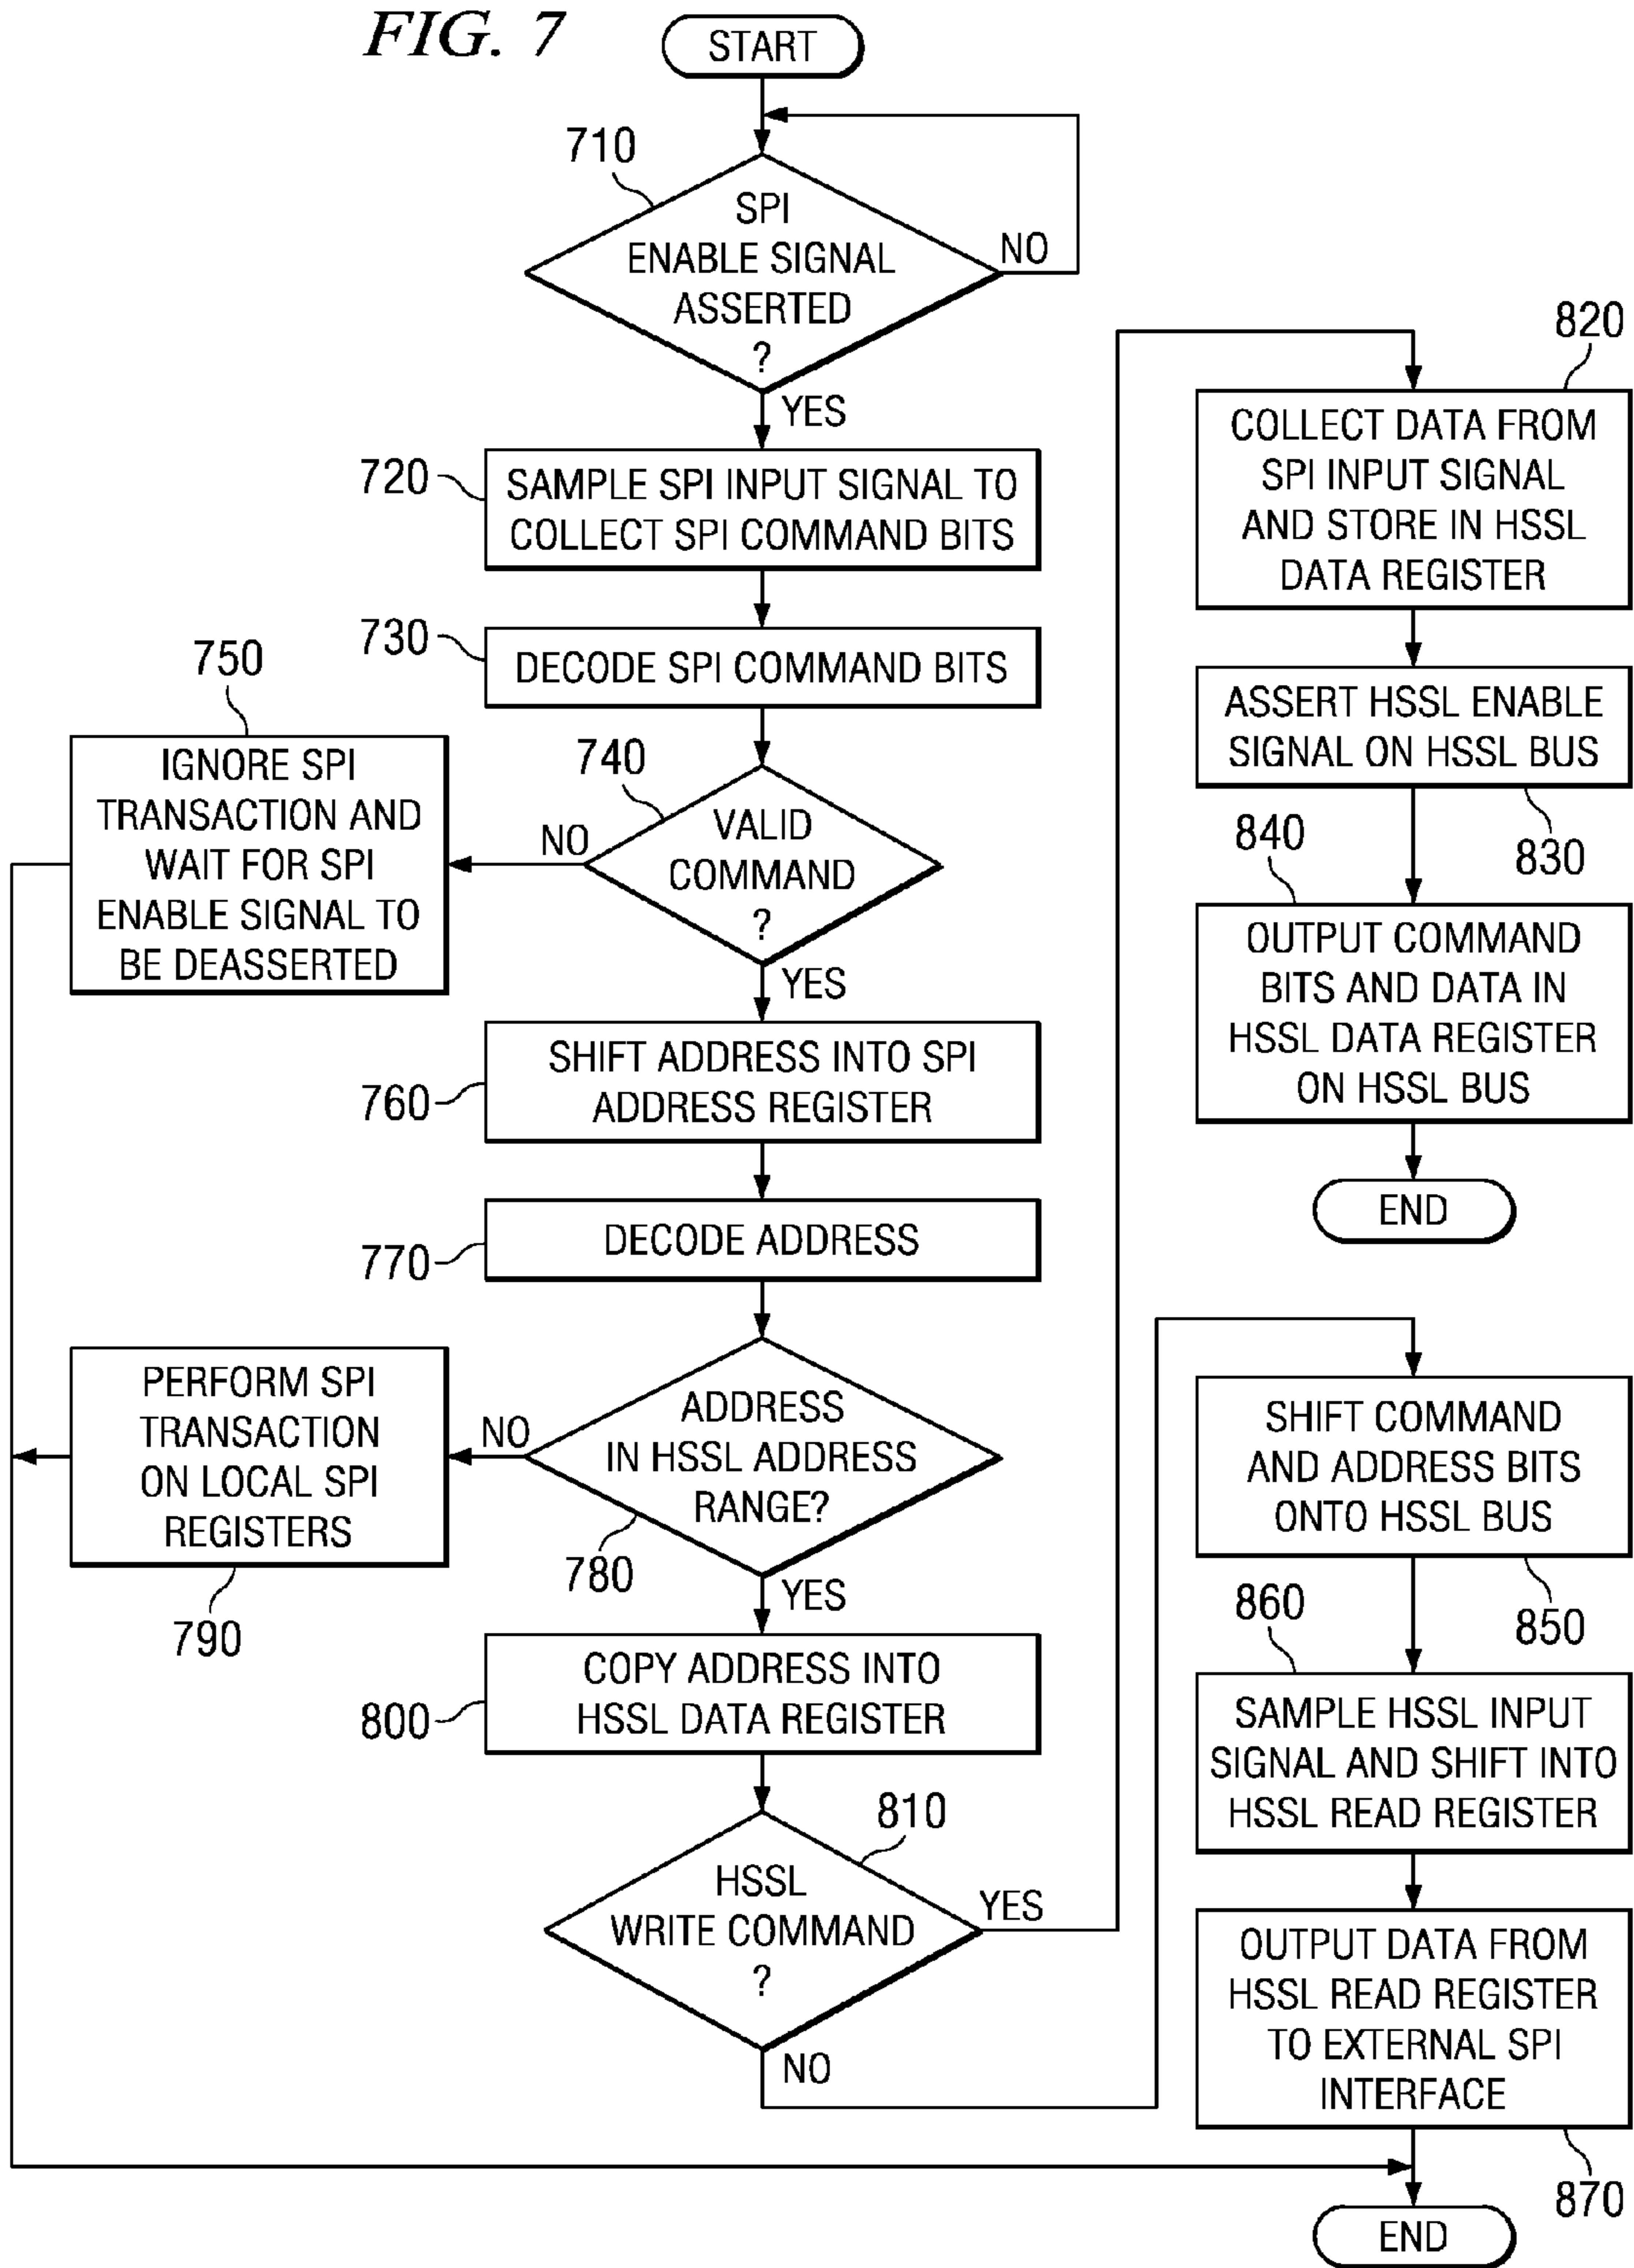 FIG. 7
START
710
SPI
ENABLE SIGNAL
ASSERTED
?
NO
YES
720
SAMPLE SPI INPUT SIGNAL TO
COLLECT SPI COMMAND BITS
730
DECODE SPI COMMAND BITS
740
VALID
COMMAND
?
NO
YES
750
IGNORE SPI
TRANSACTION AND
WAIT FOR SPI
ENABLE SIGNAL TO
BE DEASSERTED
760
SHIFT ADDRESS INTO SPI
ADDRESS REGISTER
770
DECODE ADDRESS
ADDRESS
IN HSSL ADDRESS
RANGE?
780
NO
YES
PERFORM SPI
TRANSACTION
ON LOCAL SPI
REGISTERS
790
800
COPY ADDRESS INTO
HSSL DATA REGISTER
810
HSSL
WRITE COMMAND
?
YES
NO
820
COLLECT DATA FROM
SPI INPUT SIGNAL
AND STORE IN HSSL
DATA REGISTER
ASSERT HSSL ENABLE
SIGNAL ON HSSL BUS
830
840
OUTPUT COMMAND
BITS AND DATA IN
HSSL DATA REGISTER
ON HSSL BUS
END
SHIFT COMMAND
AND ADDRESS BITS
ONTO HSSL BUS
850
860
SAMPLE HSSL INPUT
SIGNAL AND SHIFT INTO
HSSL READ REGISTER
OUTPUT DATA FROM
HSSL READ REGISTER
TO EXTERNAL SPI
INTERFACE
870
END